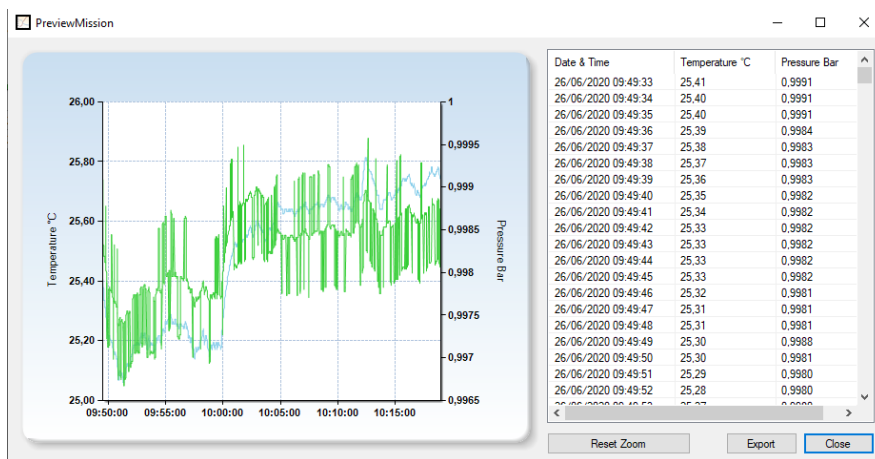 PreviewMission
26,00
25,80
25,60
25,40
25,20
25,00
Temperature °C
1
0,9995
0,999
0,9985
0,998
0,9975
0,997
0,9965
Pressure Bar
09:50:00 09:55:00 10:00:00 10:05:00 10:10:00 10:15:00
Date & Time Temperature °C Pressure Bar
26/06/2020 09:49:33 25,41 0,9991
26/06/2020 09:49:34 25,40 0,9991
26/06/2020 09:49:35 25,40 0,9991
26/06/2020 09:49:36 25,39 0,9984
26/06/2020 09:49:37 25,38 0,9983
26/06/2020 09:49:38 25,37 0,9983
26/06/2020 09:49:39 25,36 0,9983
26/06/2020 09:49:40 25,35 0,9982
26/06/2020 09:49:41 25,34 0,9982
26/06/2020 09:49:42 25,33 0,9982
26/06/2020 09:49:43 25,33 0,9982
26/06/2020 09:49:44 25,33 0,9982
26/06/2020 09:49:45 25,33 0,9982
26/06/2020 09:49:46 25,32 0,9981
26/06/2020 09:49:47 25,31 0,9981
26/06/2020 09:49:48 25,31 0,9981
26/06/2020 09:49:49 25,30 0,9988
26/06/2020 09:49:50 25,30 0,9981
26/06/2020 09:49:51 25,29 0,9980
26/06/2020 09:49:52 25,28 0,9980
Reset Zoom Export Close